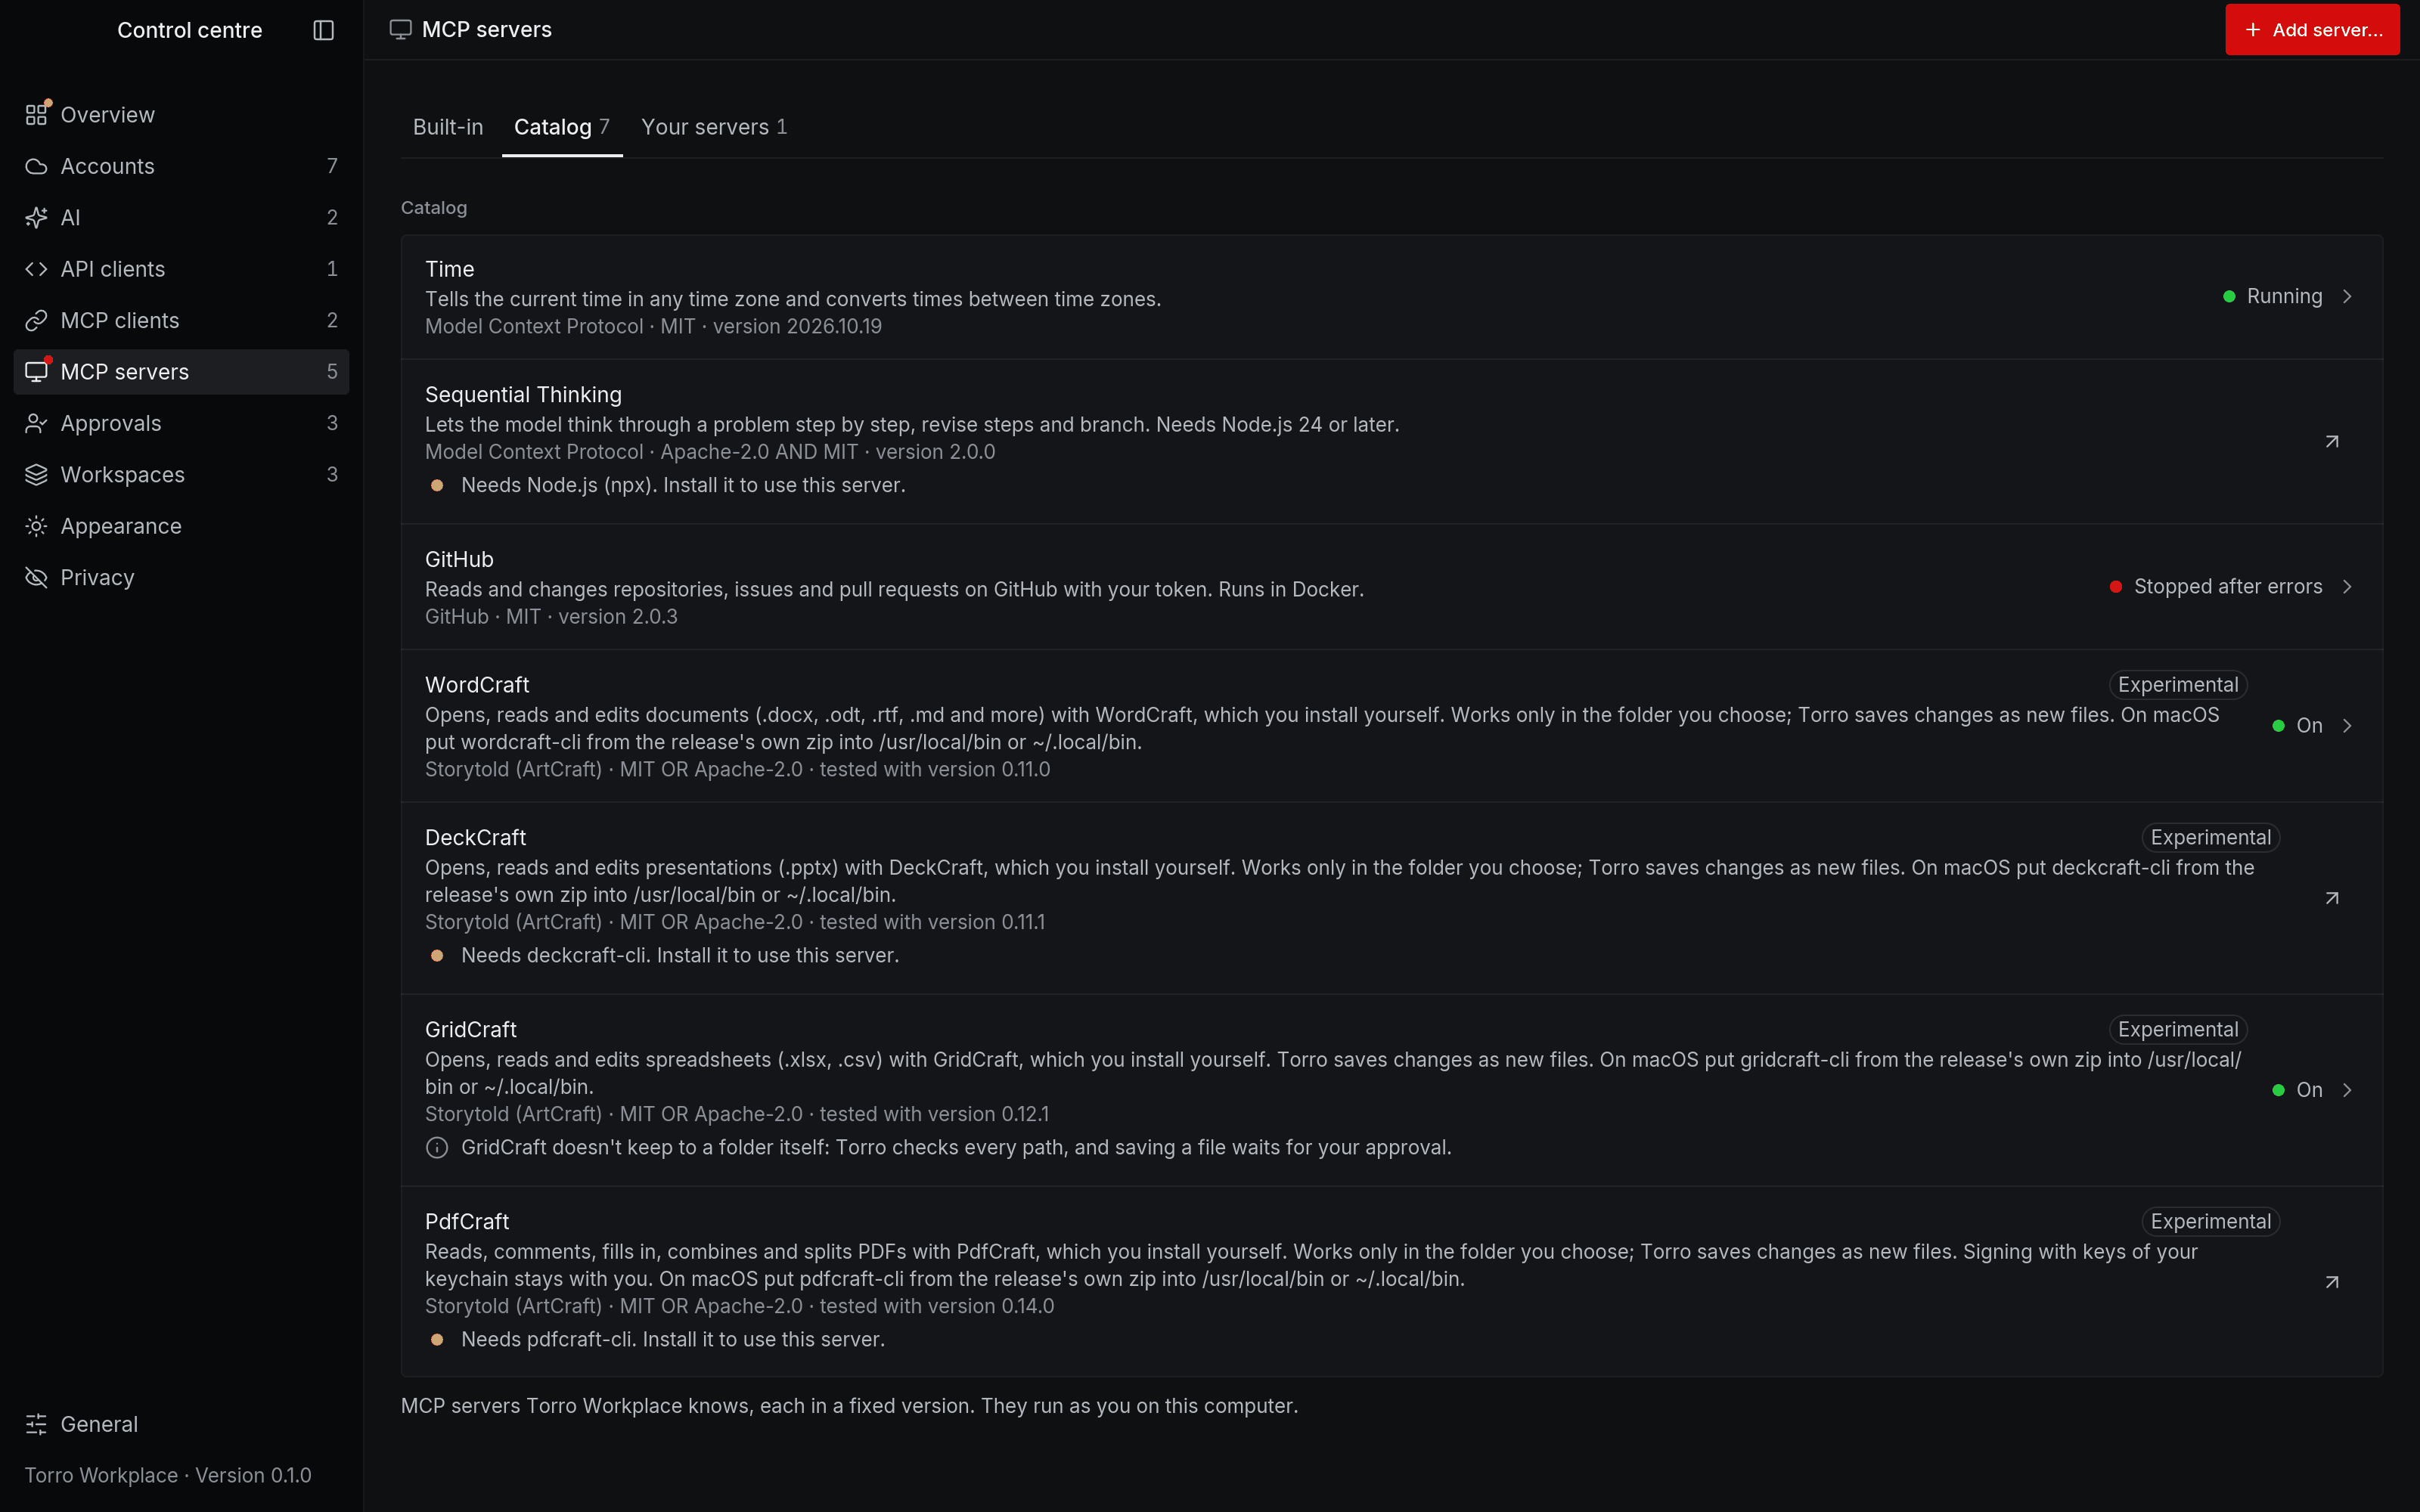 Control centre
MCP servers
Add server...
Overview
Accounts 7
AI 2
API clients 1
MCP clients 2
MCP servers 5
Approvals 3
Workspaces 3
Appearance
Privacy
General
Torro Workplace · Version 0.1.0
Built-in Catalog 7 Your servers 1
Catalog
Time
Tells the current time in any time zone and converts times between time zones.
Model Context Protocol · MIT · version 2026.10.19
Running
Sequential Thinking
Lets the model think through a problem step by step, revise steps and branch. Needs Node.js 24 or later.
Model Context Protocol · Apache-2.0 AND MIT · version 2.0.0
Needs Node.js (npx). Install it to use this server.
GitHub
Reads and changes repositories, issues and pull requests on GitHub with your token. Runs in Docker.
GitHub · MIT · version 2.0.3
Stopped after errors
WordCraft
Experimental
Opens, reads and edits documents (.docx, .odt, .rtf, .md and more) with WordCraft, which you install yourself. Works only in the folder you choose; Torro saves changes as new files. On macOS
put wordcraft-cli from the release's own zip into /usr/local/bin or ~/.local/bin.
Storytold (ArtCraft) · MIT OR Apache-2.0 · tested with version 0.11.0
On
DeckCraft
Experimental
Opens, reads and edits presentations (.pptx) with DeckCraft, which you install yourself. Works only in the folder you choose; Torro saves changes as new files. On macOS put deckcraft-cli from the
release's own zip into /usr/local/bin or ~/.local/bin.
Storytold (ArtCraft) · MIT OR Apache-2.0 · tested with version 0.11.1
Needs deckcraft-cli. Install it to use this server.
GridCraft
Experimental
Opens, reads and edits spreadsheets (.xlsx, .csv) with GridCraft, which you install yourself. Torro saves changes as new files. On macOS put gridcraft-cli from the release's own zip into /usr/local/
bin or ~/.local/bin.
Storytold (ArtCraft) · MIT OR Apache-2.0 · tested with version 0.12.1
GridCraft doesn't keep to a folder itself: Torro checks every path, and saving a file waits for your approval.
On
PdfCraft
Experimental
Reads, comments, fills in, combines and splits PDFs with PdfCraft, which you install yourself. Works only in the folder you choose; Torro saves changes as new files. Signing with keys of your
keychain stays with you. On macOS put pdfcraft-cli from the release's own zip into /usr/local/bin or ~/.local/bin.
Storytold (ArtCraft) · MIT OR Apache-2.0 · tested with version 0.14.0
Needs pdfcraft-cli. Install it to use this server.
MCP servers Torro Workplace knows, each in a fixed version. They run as you on this computer.